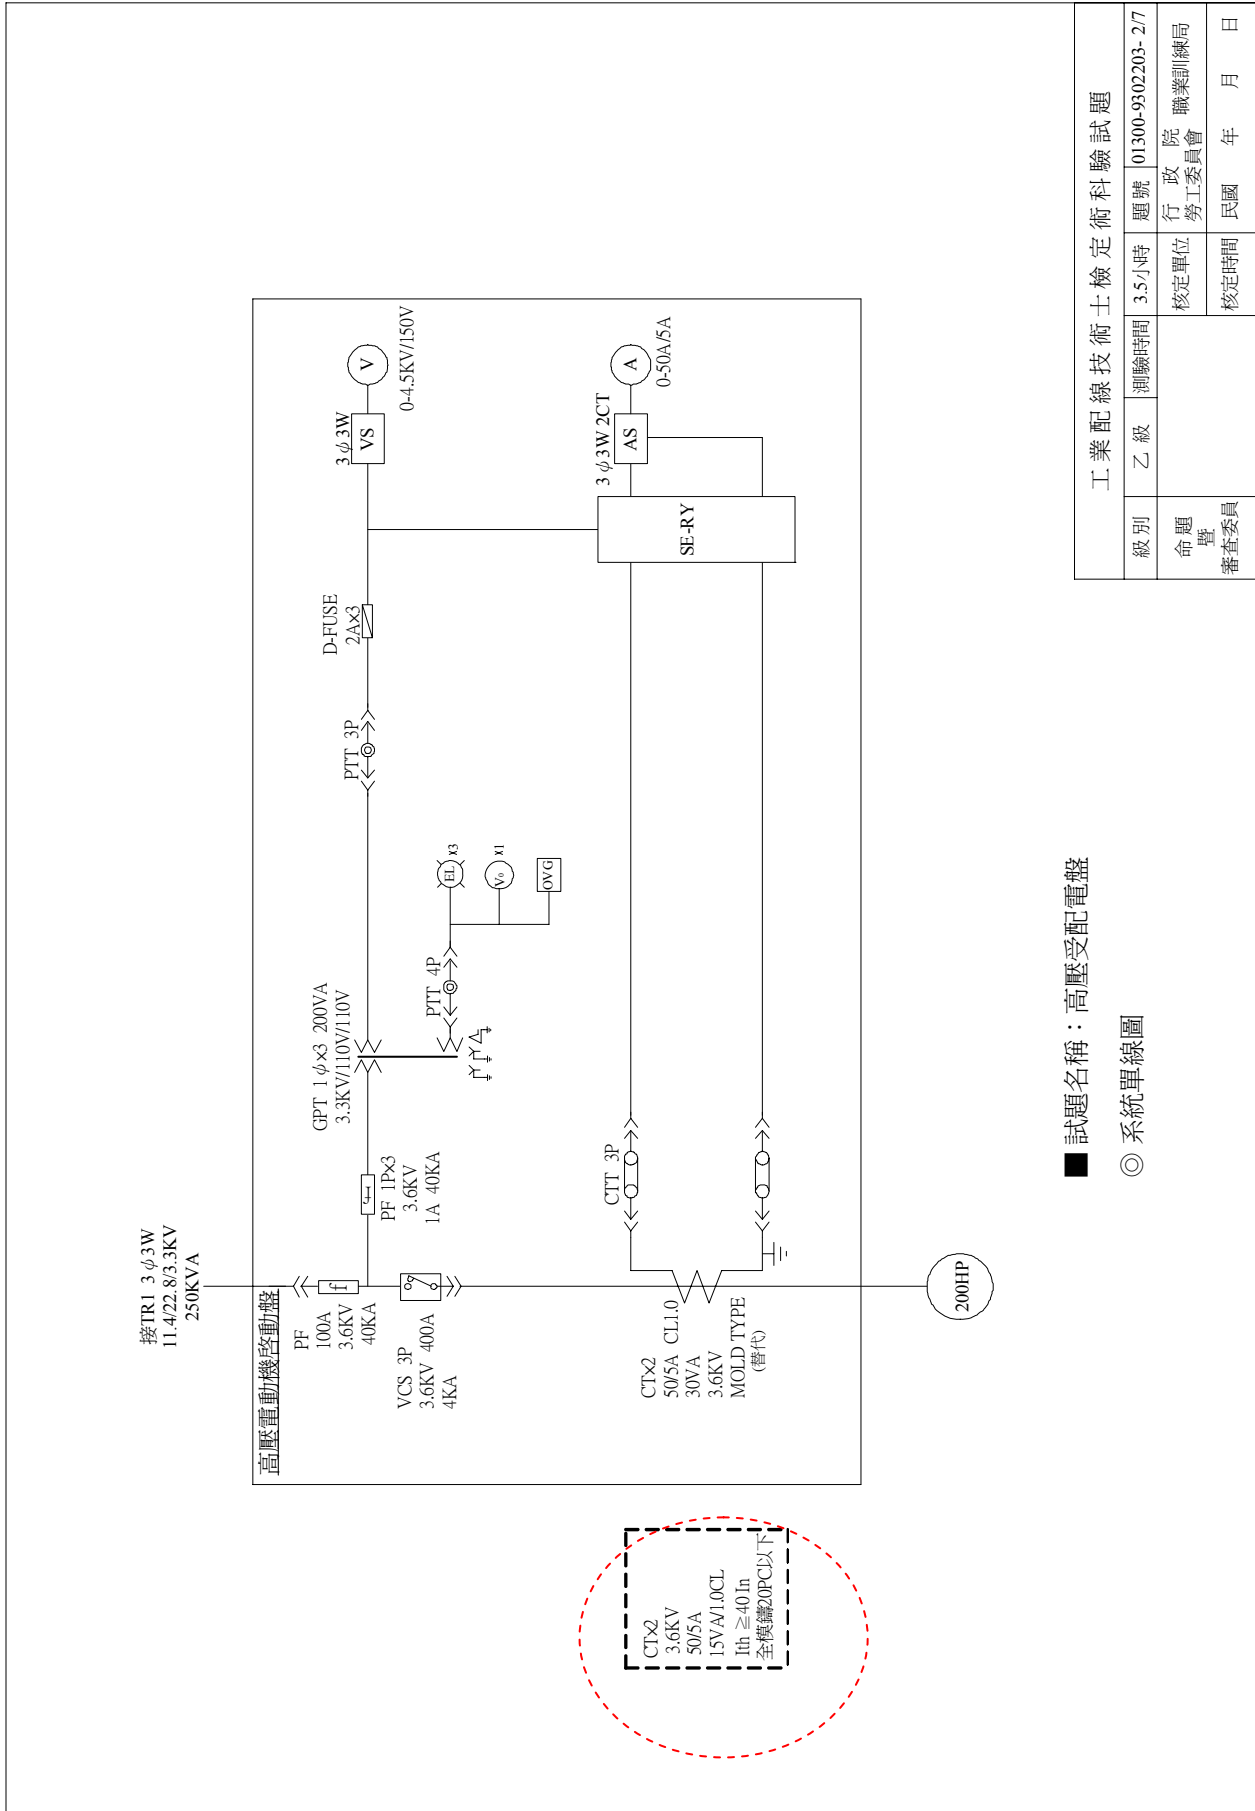 接TR1 3ψ3W
11.4/22.8/3.3KV
250KVA
高壓電動機啓動盤
PF
100A
3.6KV
40KA
VCS 3P
3.6KV 400A
4KA
PF 1P×3
3.6KV
1A 40KA
GPT 1ψ×3 200VA
3.3KV/110V/110V
PTT 3P
D-FUSE
2A×3
3ψ3W
VS
V
0-4.5KV/150V
PTT 4P
EL
x3
V0
x1
OVG
CT×2
50/5A CL1.0
30VA
3.6KV
MOLD TYPE
(替代)
CTT 3P
SE-RY
3ψ3W 2CT
AS
A
0-50A/5A
200HP
CT×2
3.6KV
50/5A
15VA/1.0CL
Ith ≧40 In
全模鑄20PC以下
■ 試題名稱：高壓受配電盤
◎ 系統單線圖
工業配線技術士檢定術科驗試題
級別 乙級 測驗時間 3.5小時 題號 01300-9302203- 2/7
命題
暨
審查委員
核定單位 行政院
勞工委員會 職業訓練局
核定時間 民國 年 月 日